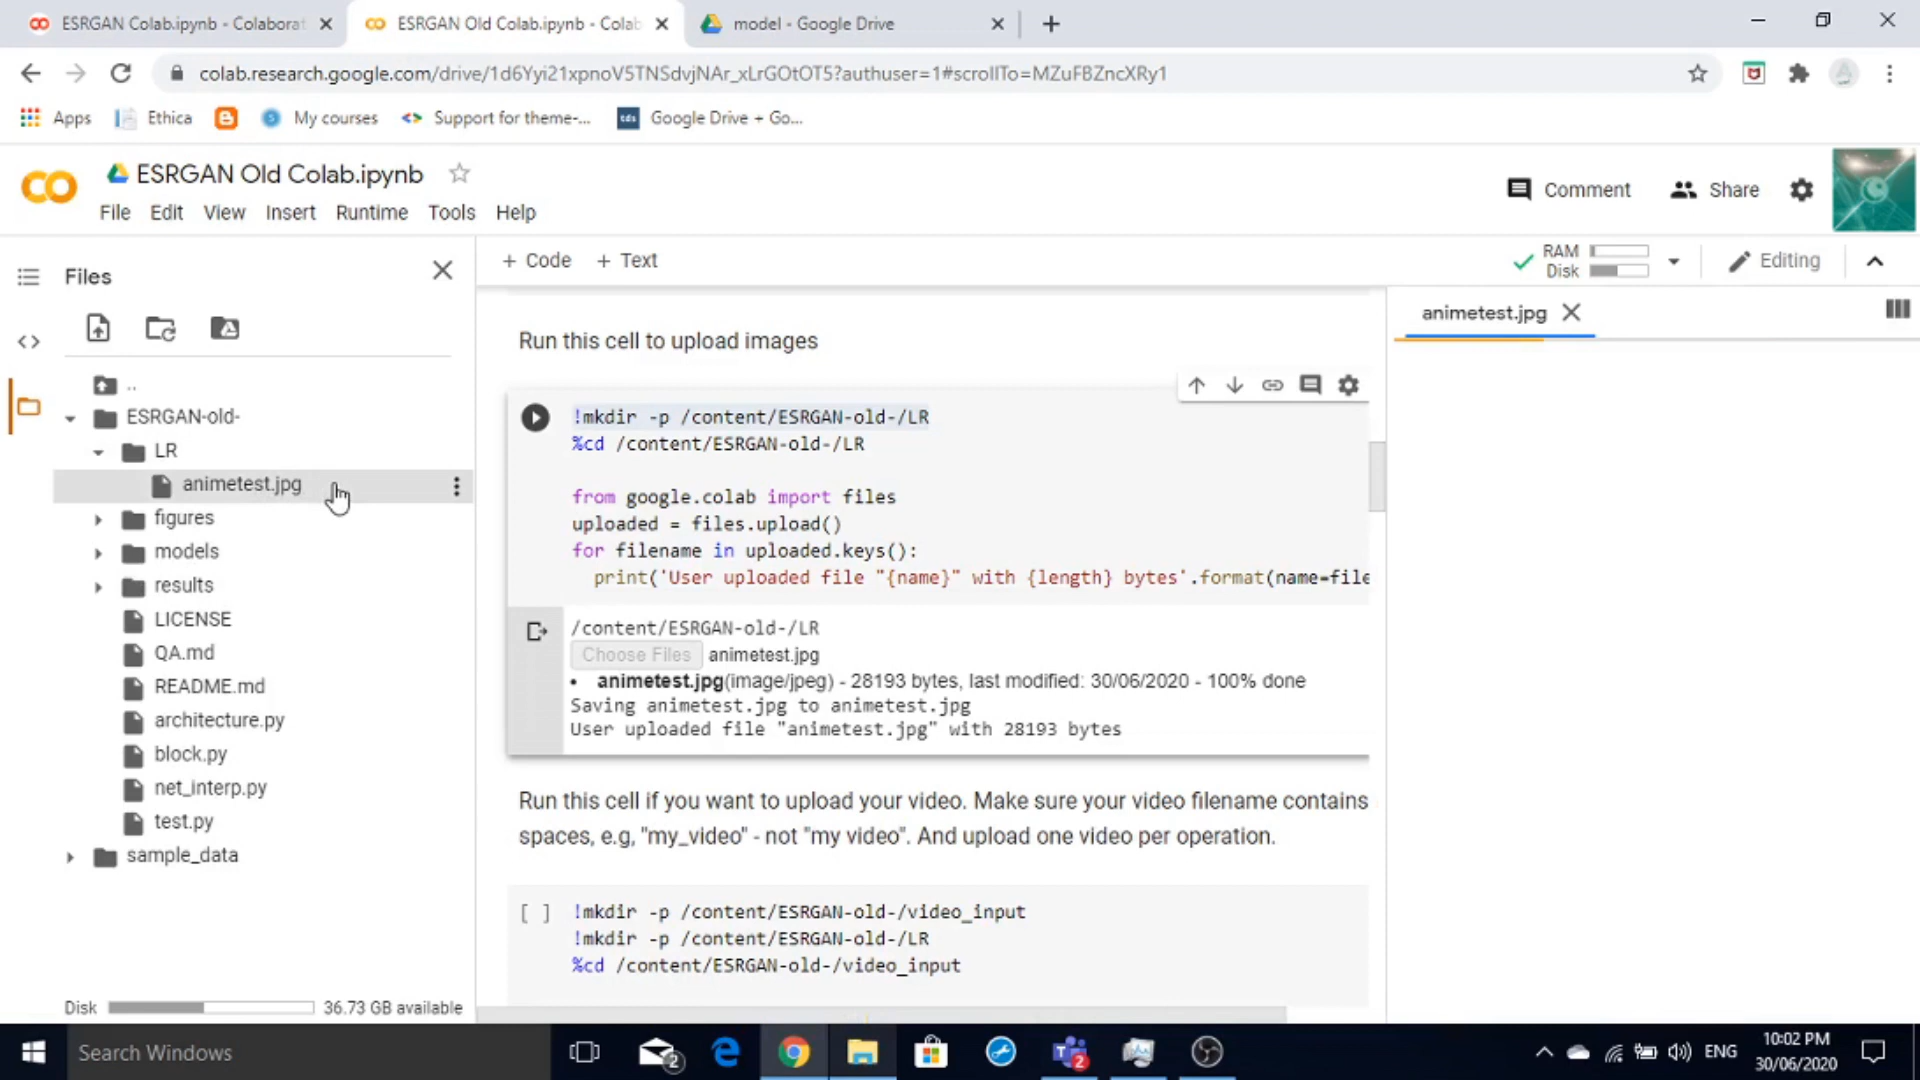 ESRGAN Colab.ipynb - Colaborat
ESRGAN Old Colab.ipynb - Colab
model - Google Drive
colab.research.google.com/drive/1d6Yyi21xpnoV5TNSdvjNAr_xLrGOtOT5?authuser=1#scrollTo=MZuFBZncXRy1
Apps
Ethica
My courses
Support for theme-...
tds
Google Drive + Go...
ESRGAN Old Colab.ipynb
Comment
Share
File Edit View Insert Runtime Tools Help
Files
+ Code + Text
RAM
Disk
Editing
animetest.jpg
..
ESRGAN-old-
LR
animetest.jpg
figures
models
results
LICENSE
QA.md
README.md
architecture.py
block.py
net_interp.py
test.py
sample_data
Disk
36.73 GB available
Run this cell to upload images
!mkdir -p /content/ESRGAN-old-/LR
%cd /content/ESRGAN-old-/LR
from google.colab import files
uploaded = files.upload()
for filename in uploaded.keys():
print('User uploaded file "{name}" with {length} bytes'.format(name=file
/content/ESRGAN-old-/LR
Choose Files animetest.jpg
• animetest.jpg(image/jpeg) - 28193 bytes, last modified: 30/06/2020 - 100% done
Saving animetest.jpg to animetest.jpg
User uploaded file "animetest.jpg" with 28193 bytes
Run this cell if you want to upload your video. Make sure your video filename contains
spaces, e.g, "my_video" - not "my video". And upload one video per operation.
[ ] !mkdir -p /content/ESRGAN-old-/video_input
!mkdir -p /content/ESRGAN-old-/LR
%cd /content/ESRGAN-old-/video_input
Search Windows
2
2
ENG
10:02 PM
30/06/2020